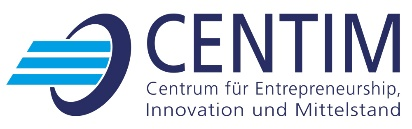 CENTIM
Centrum für Entrepreneurship,
Innovation und Mittelstand